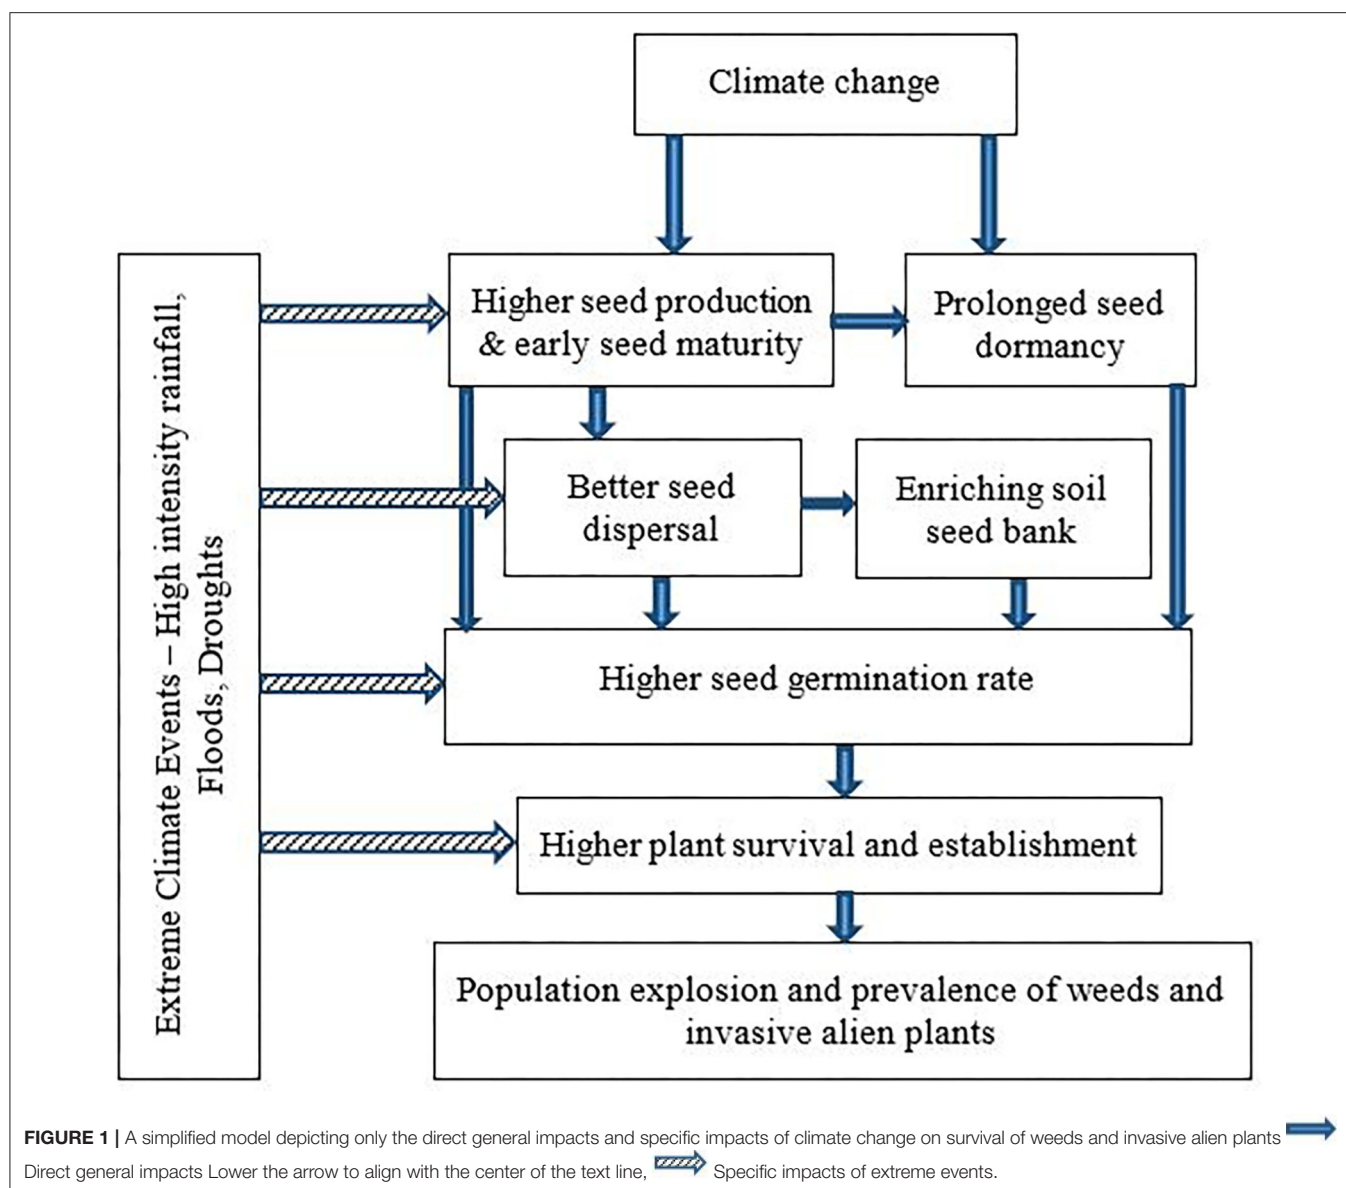 Climate change
Extreme Climate Events – High intensity rainfall,
Floods, Droughts
Higher seed production
& early seed maturity
Prolonged seed
dormancy
Better seed
dispersal
Enriching soil
seed bank
Higher seed germination rate
Higher plant survival and establishment
Population explosion and prevalence of weeds and
invasive alien plants
FIGURE 1 | A simplified model depicting only the direct general impacts and specific impacts of climate change on survival of weeds and invasive alien plants
Direct general impacts Lower the arrow to align with the center of the text line, Specific impacts of extreme events.